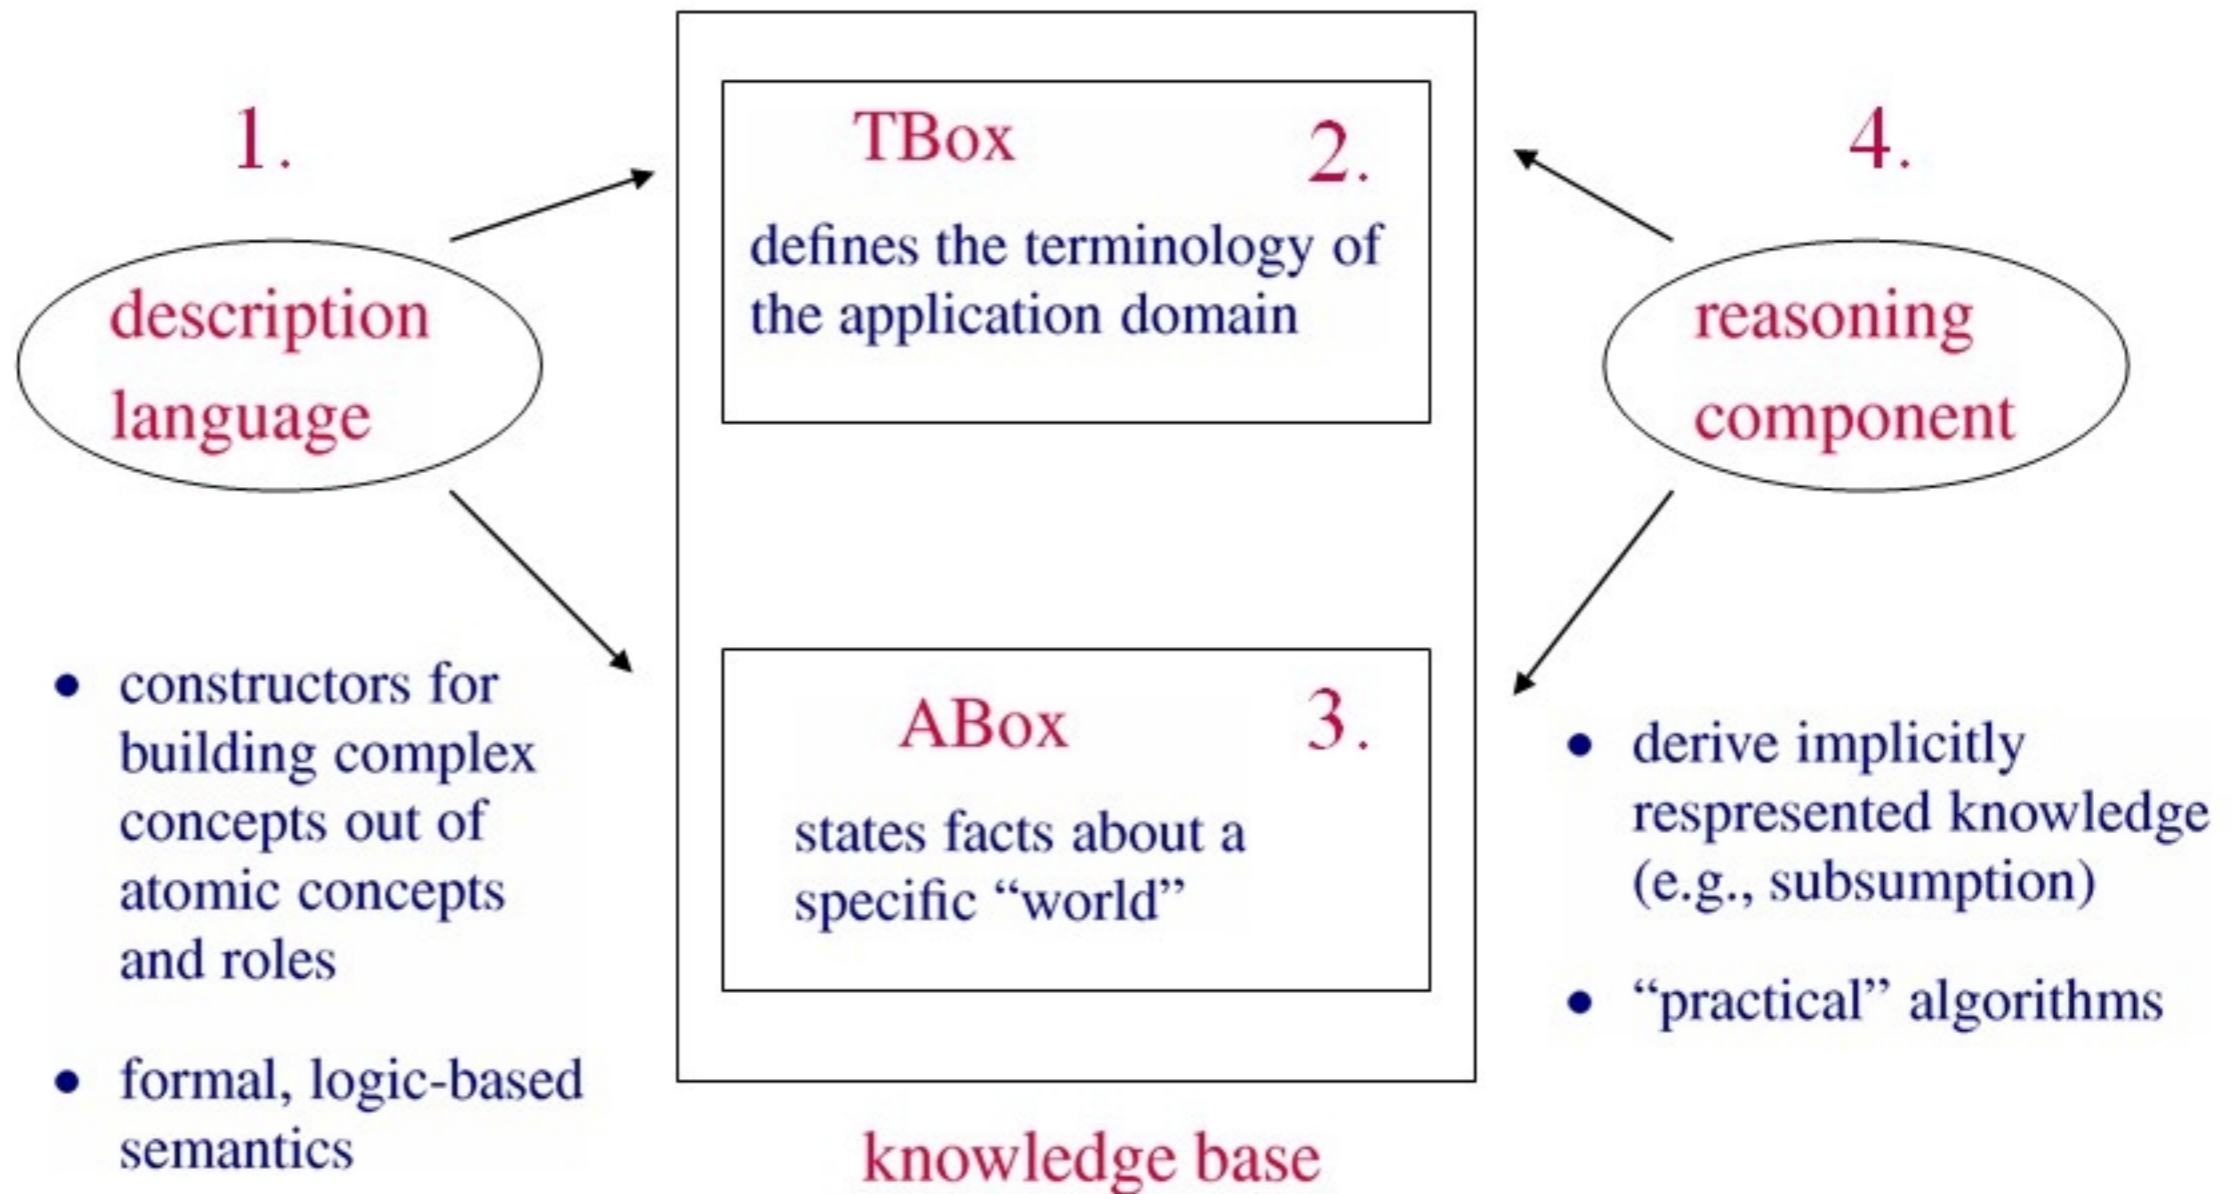 1.
description
language
• constructors for
building complex
concepts out of
atomic concepts
and roles
• formal, logic-based
semantics
TBox 2.
defines the terminology of
the application domain
ABox 3.
states facts about a
specific “world”
knowledge base
4.
reasoning
component
• derive implicitly
respresented knowledge
(e.g., subsumption)
• “practical” algorithms